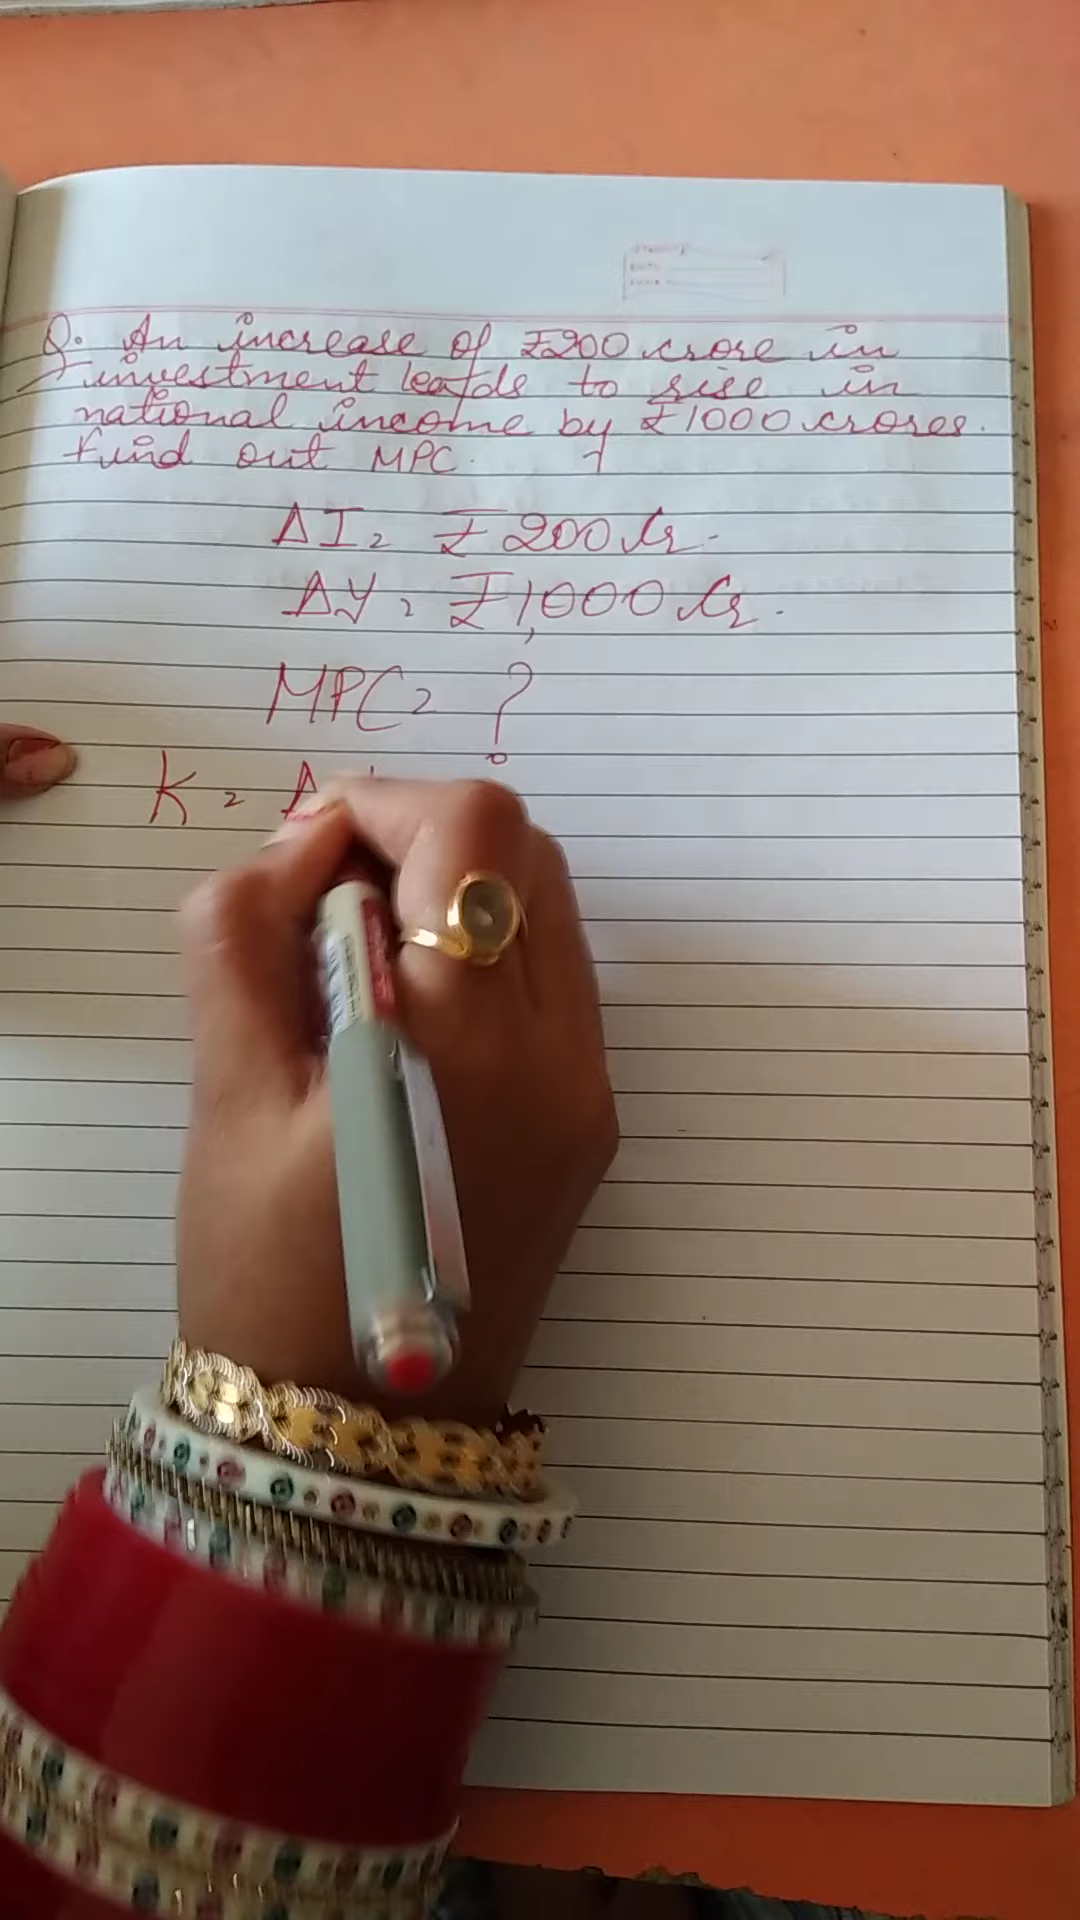 Q. An increase of ₹200 crore in
investment leads to rise in
national income by ₹1000 crores.
Find out MPC.
ΔI = ₹200 Cr.
ΔY = ₹1,000 Cr.
MPC = ?
K = Δ